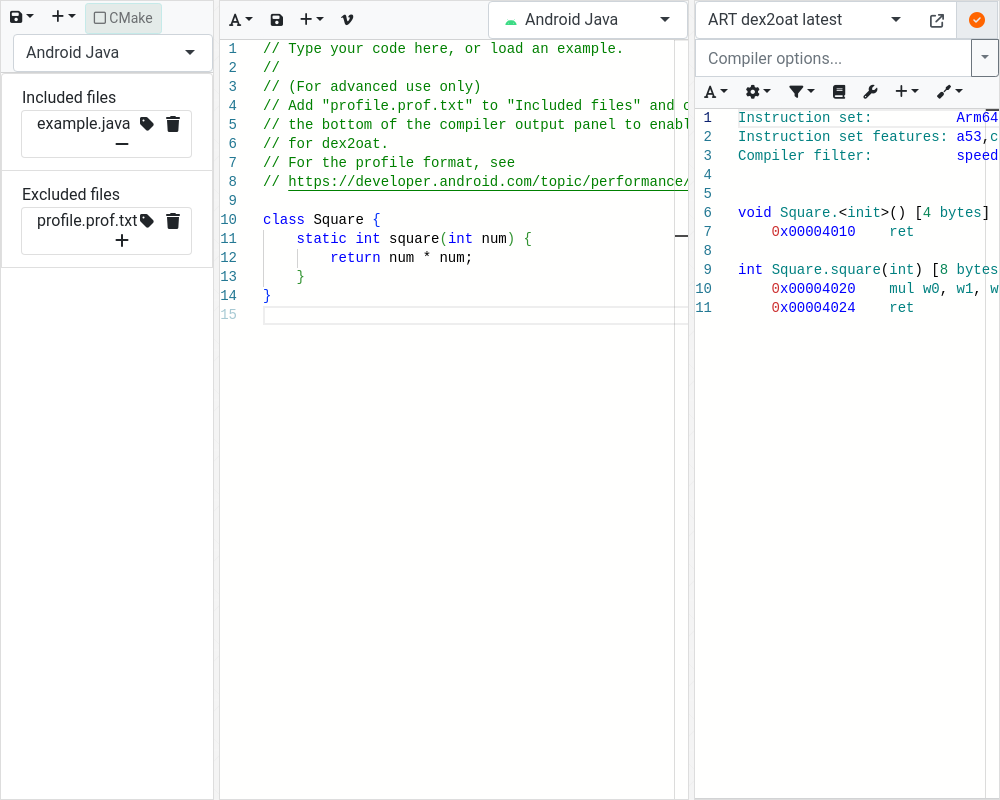 CMake
Android Java
Included files
example.java
Excluded files
profile.prof.txt
A
Android Java
1 // Type your code here, or load an example.
2 //
3 // (For advanced use only)
4 // Add "profile.prof.txt" to "Included files" and
5 // the bottom of the compiler output panel to enabl
6 // for dex2oat.
7 // For the profile format, see
8 // https://developer.android.com/topic/performance/
9
10 class Square {
11 static int square(int num) {
12 return num * num;
13 }
14 }
15
ART dex2oat latest
Compiler options...
A
1 Instruction set: Arm64
2 Instruction set features: a53,c
3 Compiler filter: speed
4
5
6 void Square.<init>() [4 bytes]
7 0x00004010 ret
8
9 int Square.square(int) [8 bytes
10 0x00004020 mul w0, w1, w
11 0x00004024 ret